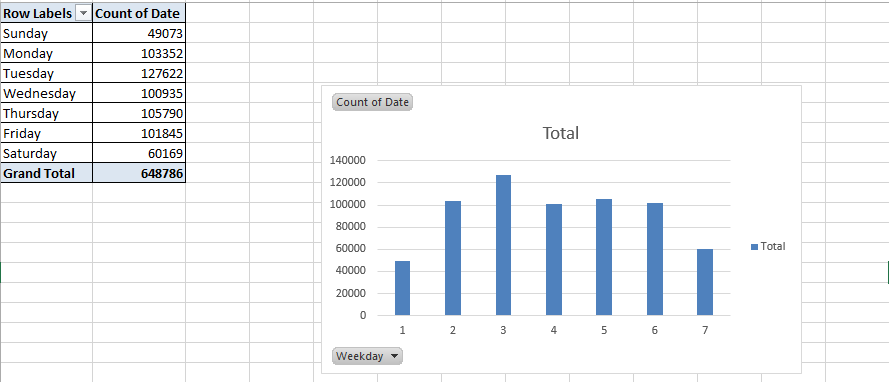 Row Labels Count of Date
Sunday 49073
Monday 103352
Tuesday 127622
Wednesday 100935
Thursday 105790
Friday 101845
Saturday 60169
Grand Total 648786
Count of Date
Total
140000
120000
100000
80000
60000
40000
20000
0
1 2 3 4 5 6 7
Total
Weekday